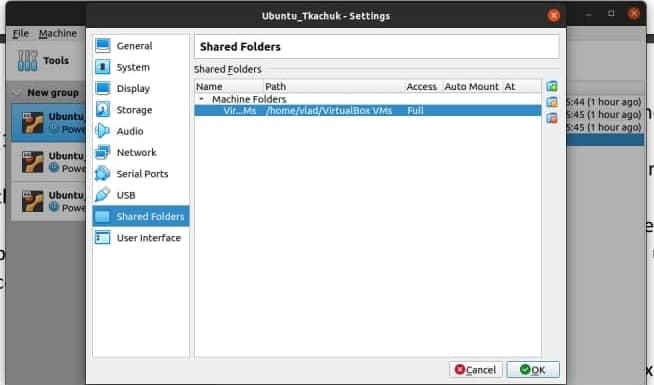 Ubuntu_Tkachuk - Settings
File Machine
Tools
New group
Ubuntu_
Powe
Ubuntu_
Powe
Ubuntu_
Powe
General
System
Display
Storage
Audio
Network
Serial Ports
USB
Shared Folders
User Interface
Shared Folders
Shared Folders
Name Path Access Auto Mount At
Machine Folders
Vir...Ms /home/vlad/VirtualBox VMs Full
5:44 (1 hour ago)
5:45 (1 hour ago)
5:45 (1 hour ago)
Cancel OK